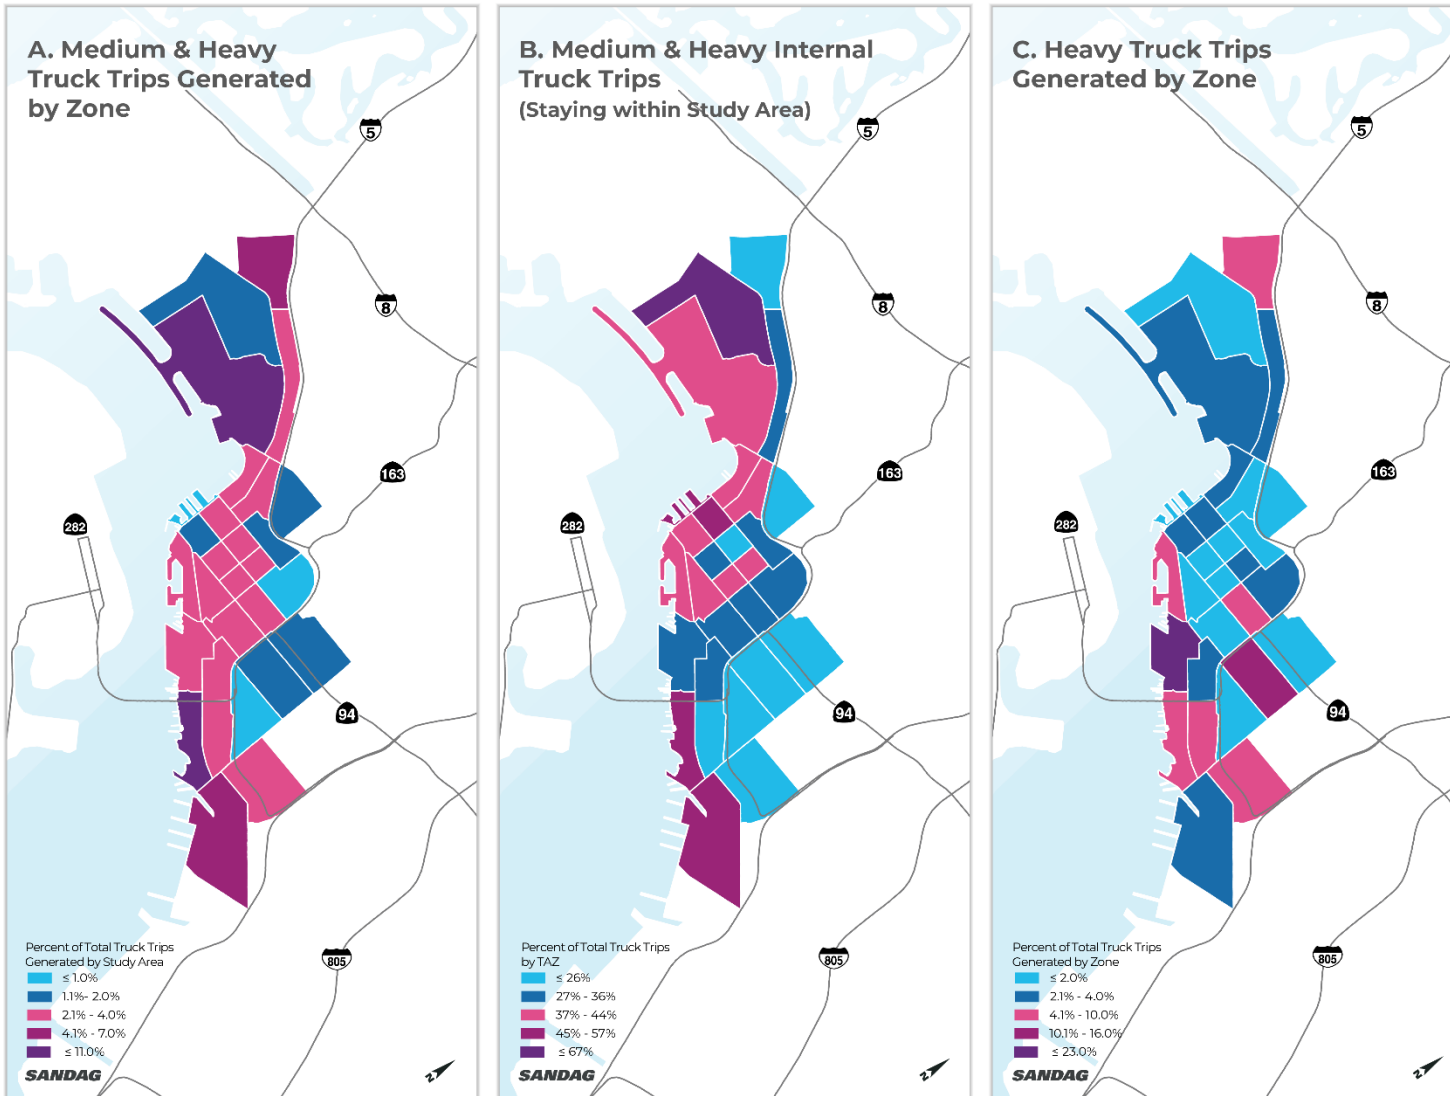 A. Medium & Heavy
Truck Trips Generated
by Zone
5
8
163
282
94
805
Percent of Total Truck Trips
Generated by Study Area
≤ 1.0%
1.1%- 2.0%
2.1% - 4.0%
4.1% - 7.0%
≤ 11.0%
SANDAG
N
B. Medium & Heavy Internal
Truck Trips
(Staying within Study Area)
5
8
163
282
94
805
Percent of Total Truck Trips
by TAZ
≤ 26%
27% - 36%
37% - 44%
45% - 57%
≤ 67%
SANDAG
N
C. Heavy Truck Trips
Generated by Zone
5
8
163
282
94
805
Percent of Total Truck Trips
Generated by Zone
≤ 2.0%
2.1% - 4.0%
4.1% - 10.0%
10.1% - 16.0%
≤ 23.0%
SANDAG
N